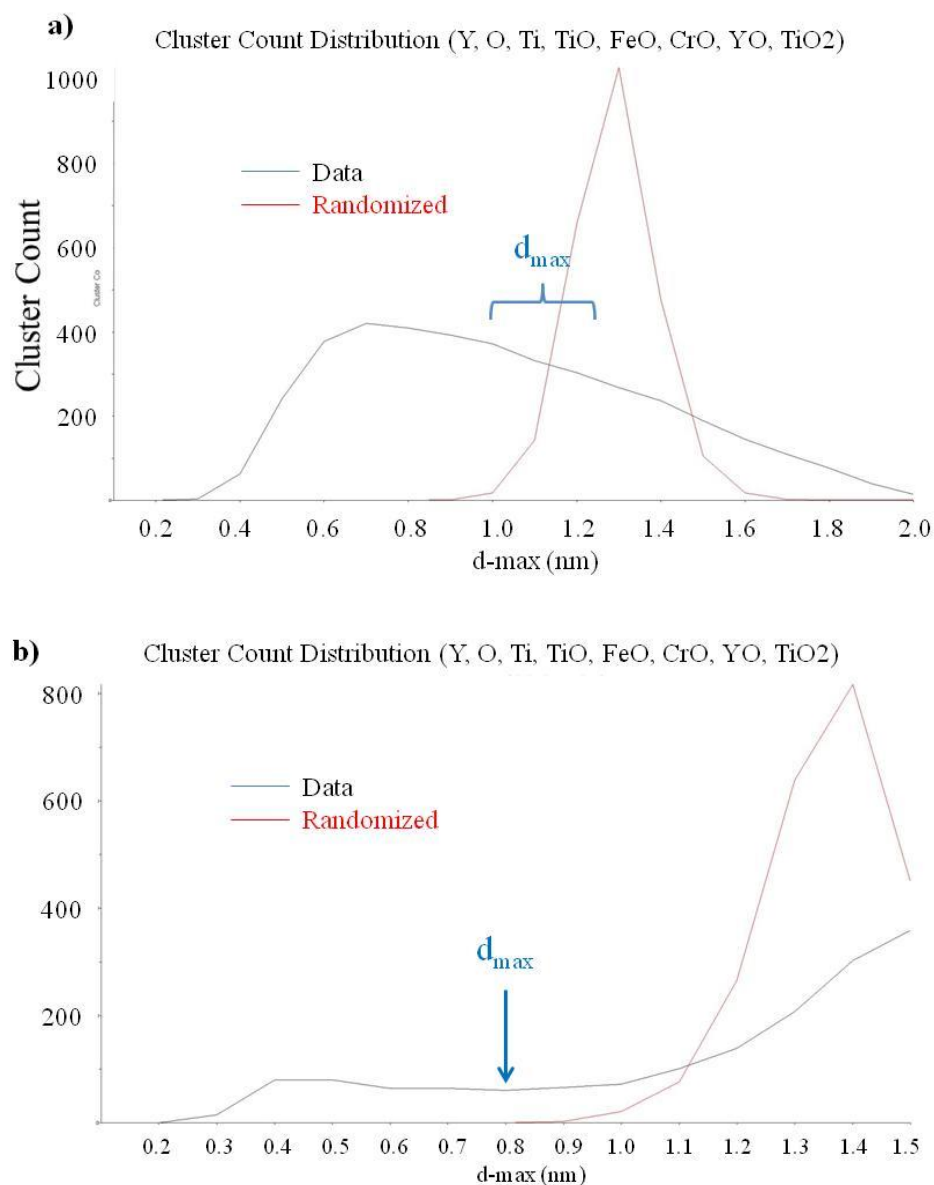 a)
Cluster Count Distribution (Y, O, Ti, TiO, FeO, CrO, YO, TiO2)
1000
800
600
400
200
Cluster Count
Cluster Co
Data
Randomized
dmax
0.2 0.4 0.6 0.8 1.0 1.2 1.4 1.6 1.8 2.0
d-max (nm)
b)
Cluster Count Distribution (Y, O, Ti, TiO, FeO, CrO, YO, TiO2)
800
600
400
200
Data
Randomized
dmax
0.2 0.3 0.4 0.5 0.6 0.7 0.8 0.9 1.0 1.1 1.2 1.3 1.4 1.5
d-max (nm)